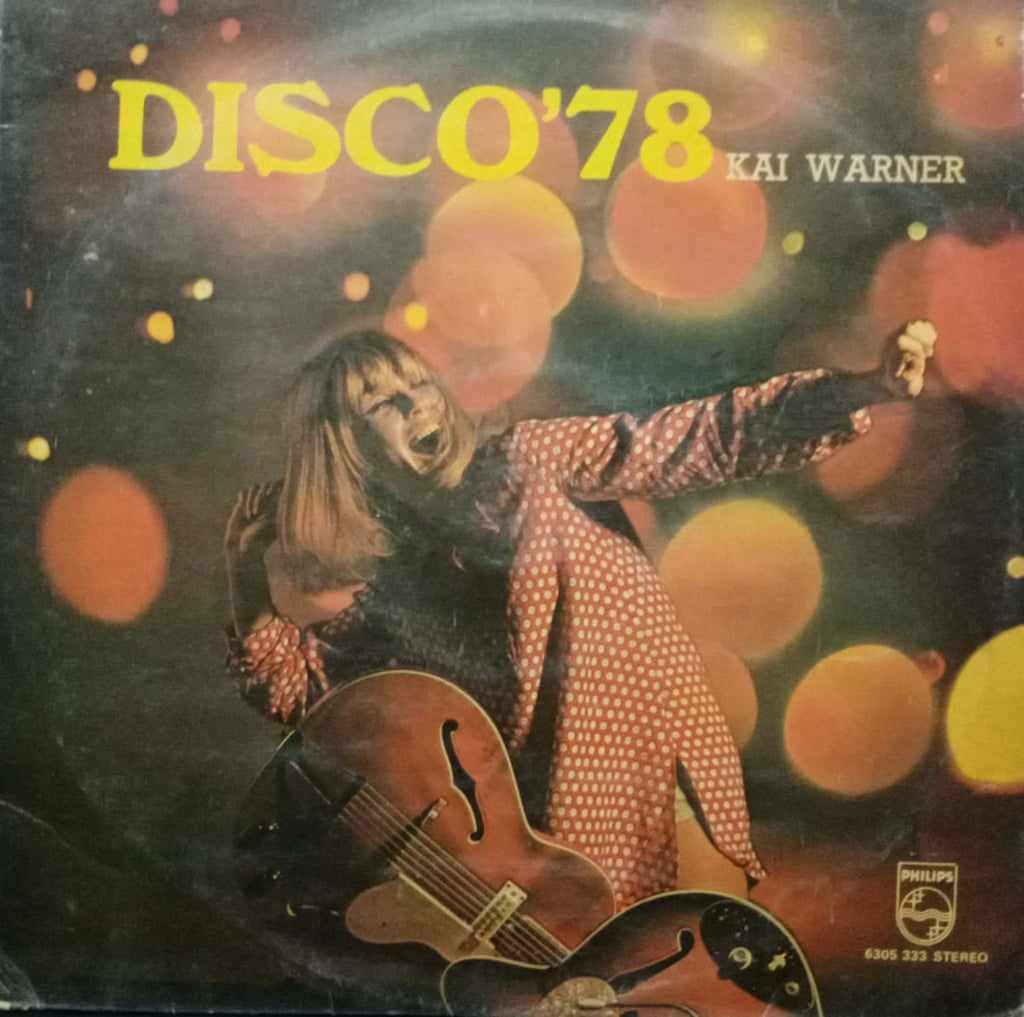 DISCO'78
KAI WARNER
PHILIPS
6305 333 STEREO